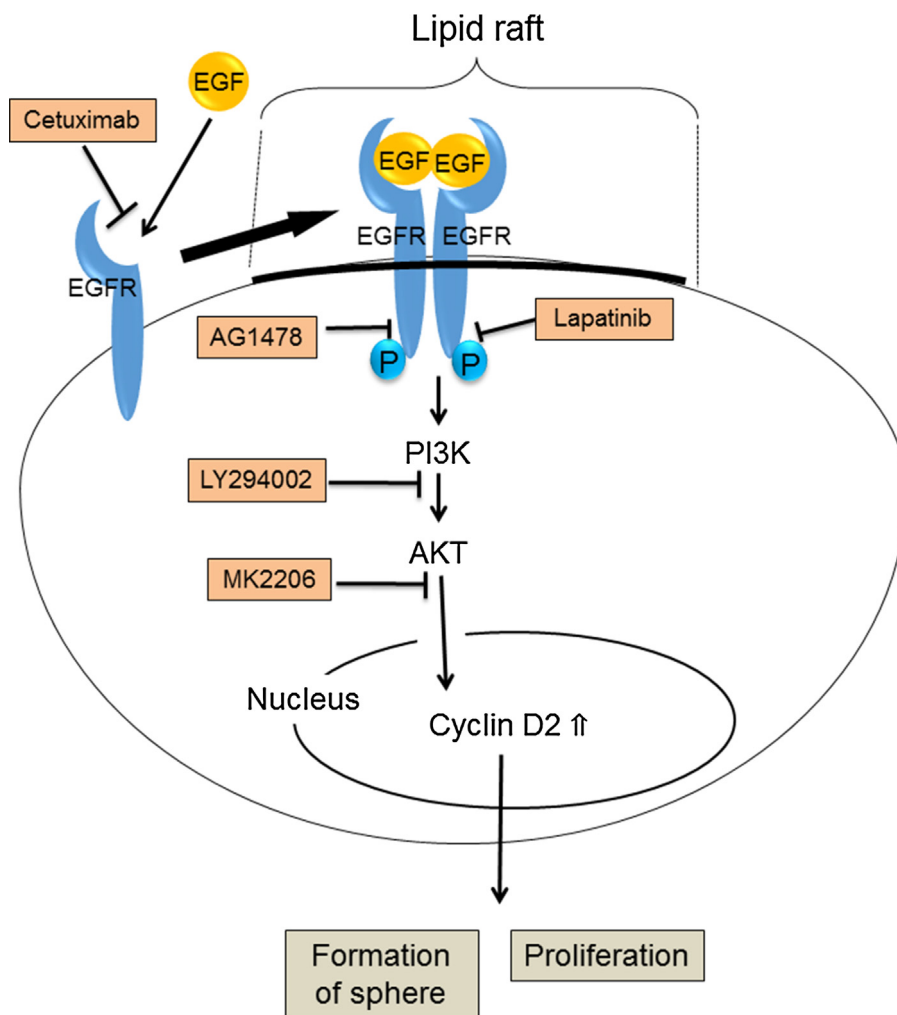 Lipid raft
EGF
Cetuximab
EGF EGF
EGFR EGFR
EGFR
AG1478
Lapatinib
P P
PI3K
LY294002
AKT
MK2206
Nucleus
Cyclin D2 ⇑
Formation
of sphere
Proliferation